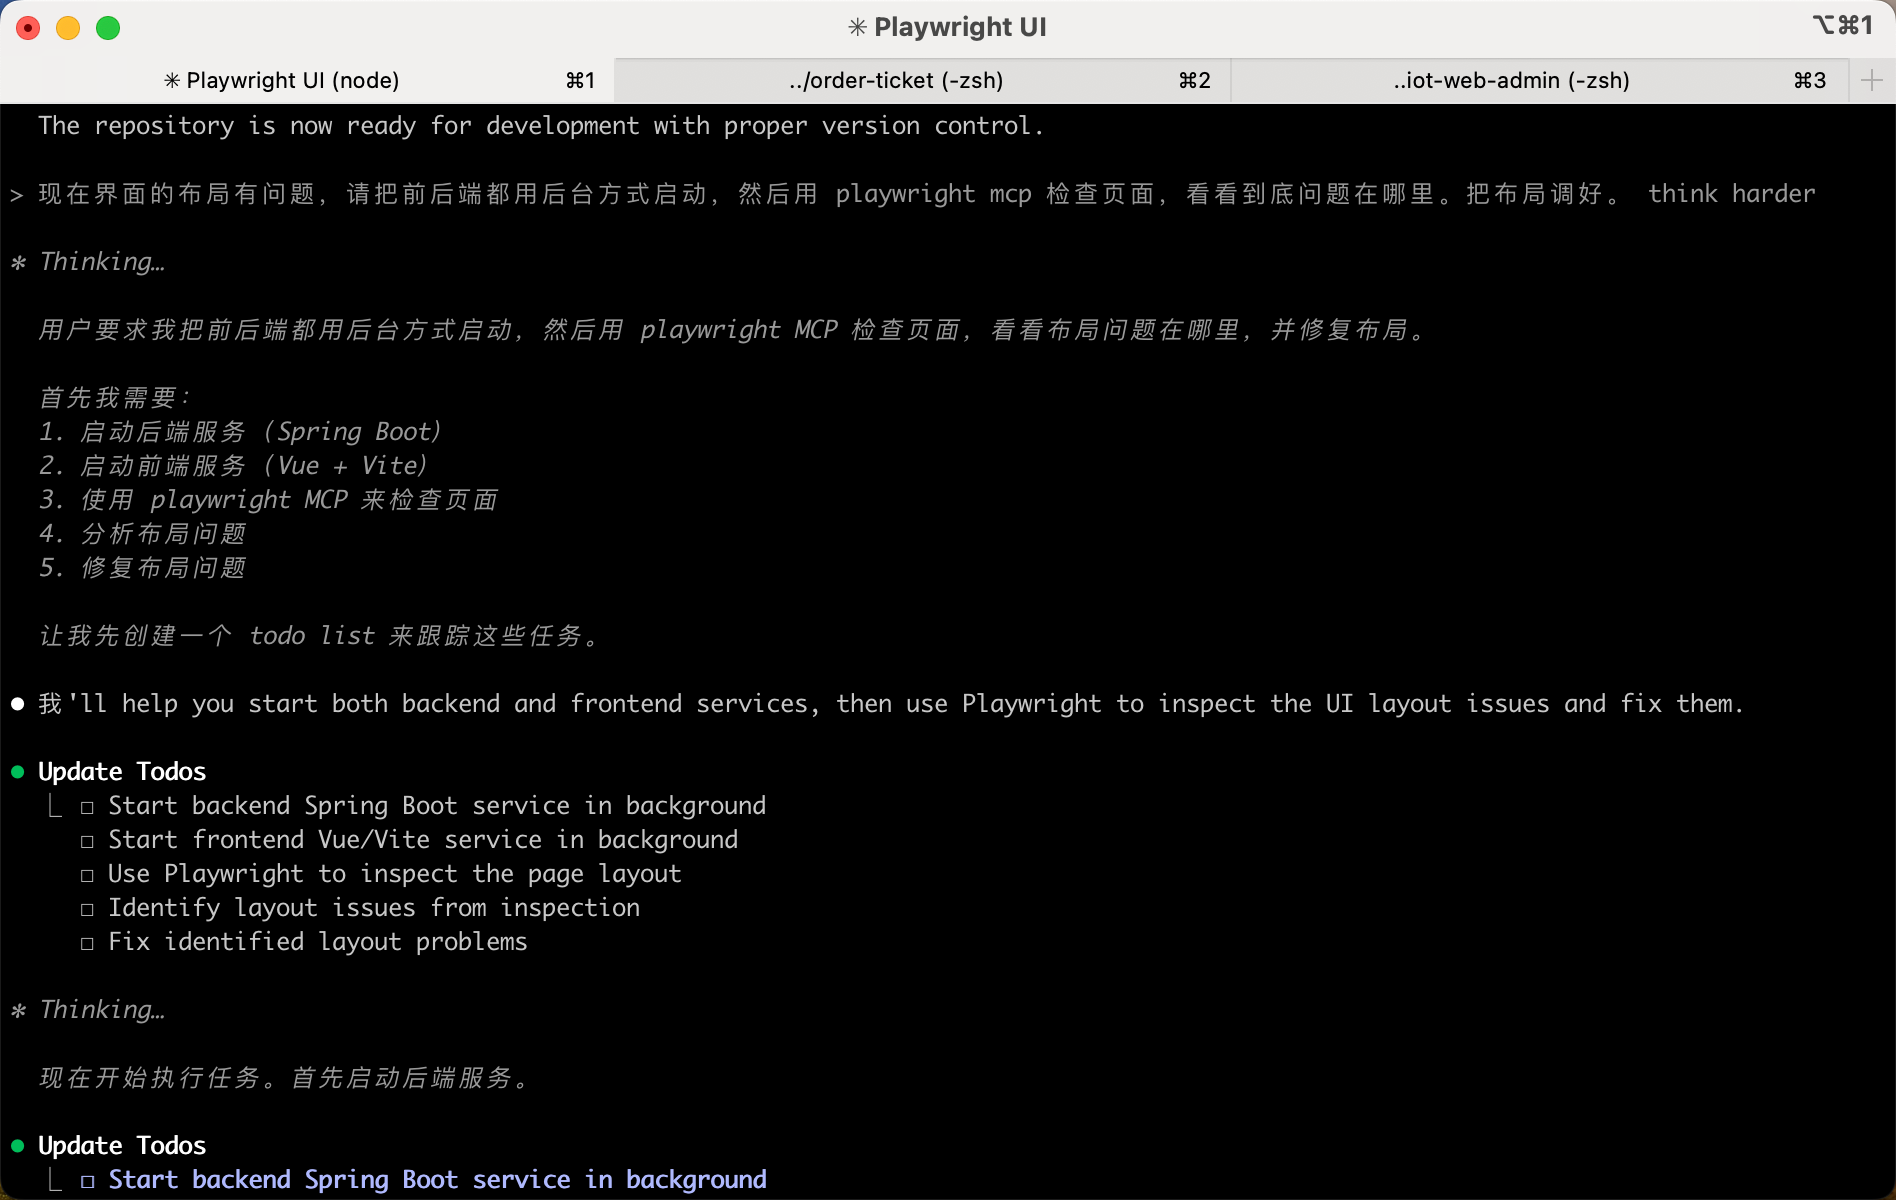 ✳ Playwright UI
⌥⌘1
✳ Playwright UI (node) ⌘1
../order-ticket (-zsh) ⌘2
..iot-web-admin (-zsh) ⌘3
The repository is now ready for development with proper version control.
> 现在界面的布局有问题，请把前后端都用后台方式启动，然后用 playwright mcp 检查页面，看看到底问题在哪里。把布局调好。 think harder
✻ Thinking…
用户要求我把前后端都用后台方式启动，然后用 playwright MCP 检查页面，看看布局问题在哪里，并修复布局。
首先我需要：
1. 启动后端服务（Spring Boot）
2. 启动前端服务（Vue + Vite）
3. 使用 playwright MCP 来检查页面
4. 分析布局问题
5. 修复布局问题
让我先创建一个 todo list 来跟踪这些任务。
● 我'll help you start both backend and frontend services, then use Playwright to inspect the UI layout issues and fix them.
● Update Todos
⎿ ☐ Start backend Spring Boot service in background
☐ Start frontend Vue/Vite service in background
☐ Use Playwright to inspect the page layout
☐ Identify layout issues from inspection
☐ Fix identified layout problems
✻ Thinking…
现在开始执行任务。首先启动后端服务。
● Update Todos
⎿ ☐ Start backend Spring Boot service in background